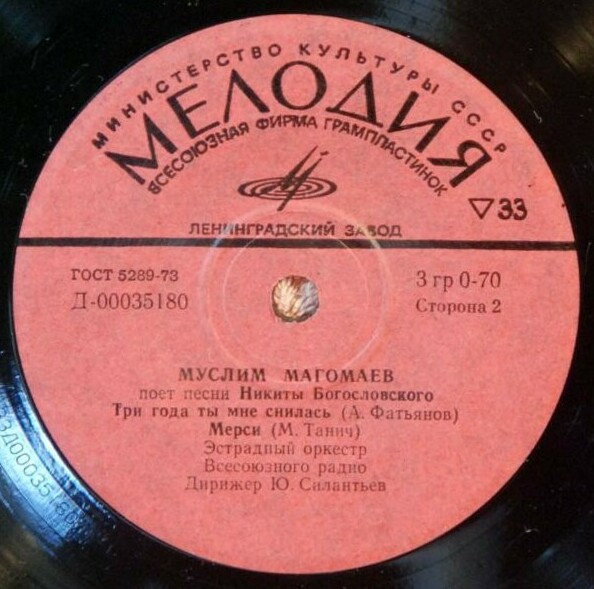 МИНИСТЕРСТВО КУЛЬТУРЫ СССР
МЕЛОДИЯ
ВСЕСОЮЗНАЯ ФИРМА ГРАМПЛАСТИНОК
▽33
ЛЕНИНГРАДСКИЙ ЗАВОД
ГОСТ 5289-73
3 гр 0-70
Д-00035180
Сторона 2
МУСЛИМ МАГОМАЕВ
поет песни Никиты Богословского
Три года ты мне снилась (А. Фатьянов)
Мерси (М. Танич)
Эстрадный оркестр
Всесоюзного радио
Дирижер Ю. Силантьев